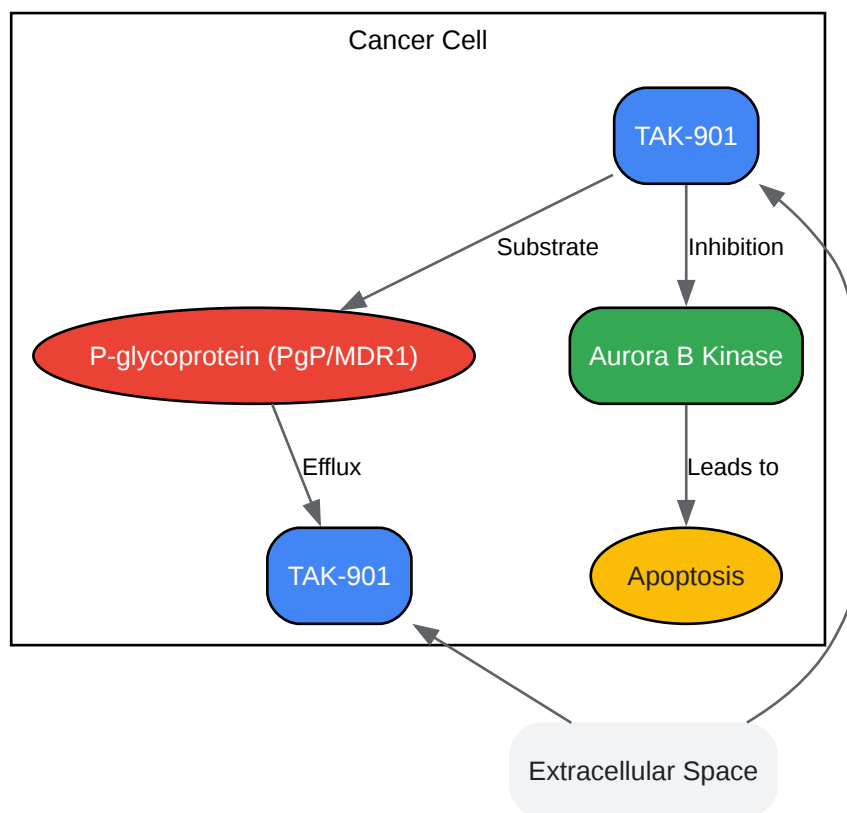 Cancer Cell
TAK-901
Substrate
Inhibition
P-glycoprotein (PgP/MDR1)
Aurora B Kinase
Efflux
Leads to
TAK-901
Apoptosis
Extracellular Space